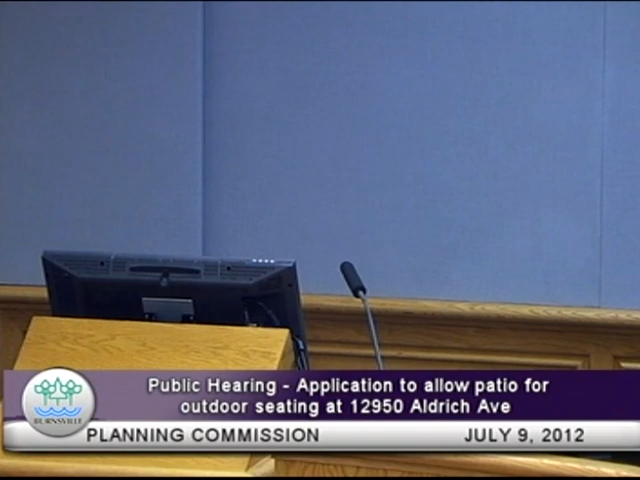 Public Hearing - Application to allow patio for
outdoor seating at 12950 Aldrich Ave
BURNSVILLE
PLANNING COMMISSION
JULY 9, 2012